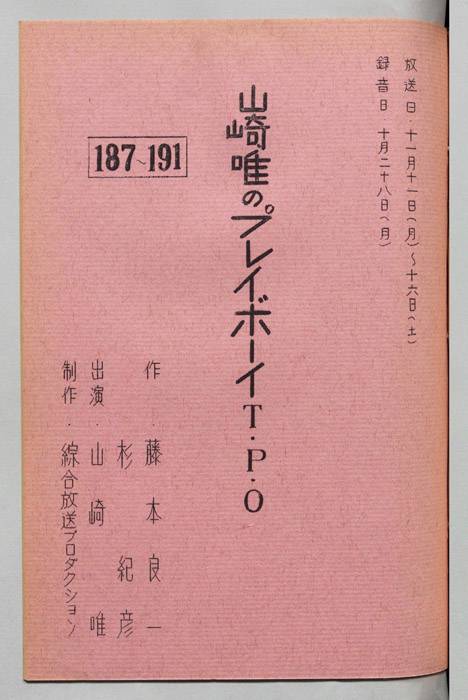 放送日・十一月十一日(月)〜十六日(土)
録音日 十月二十八日(月)
山崎唯のプレイボーイT・P・O
187〜191
作 藤本良一
杉紀彦
出演・山崎唯
制作・綜合放送プロダクション